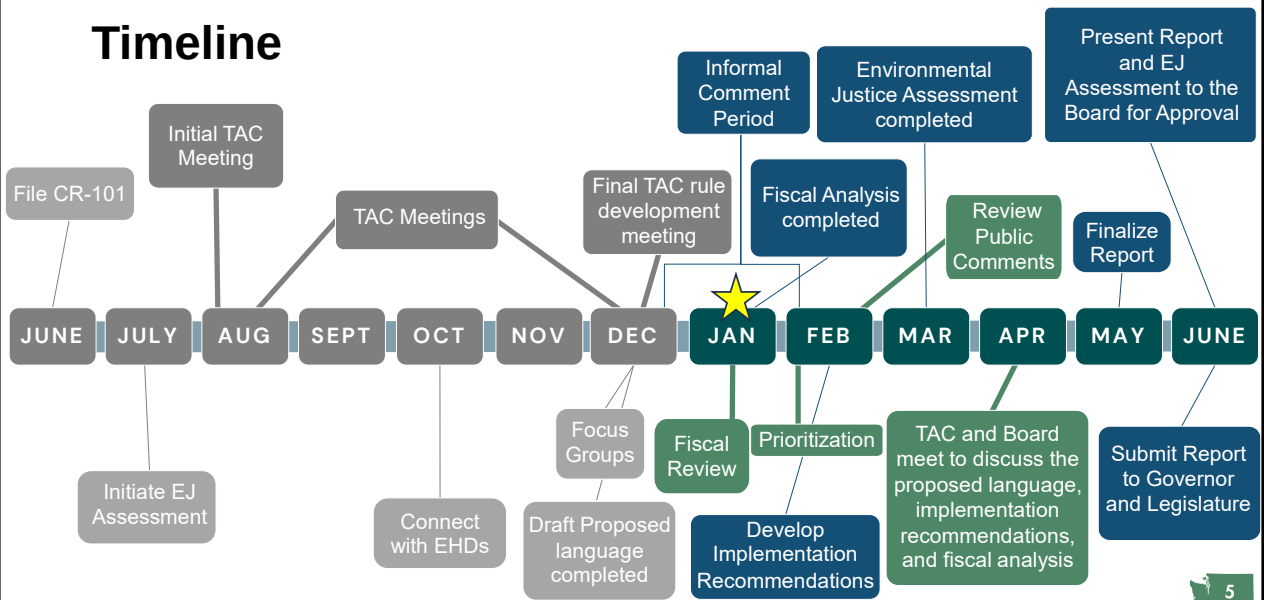 Timeline
Informal
Comment
Period
Environmental
Justice Assessment
completed
Present Report
and EJ
Assessment to the
Board for Approval
Initial TAC
Meeting
File CR-101
TAC Meetings
Final TAC rule
development
meeting
Fiscal Analysis
completed
Review
Public
Comments
Finalize
Report
JUNE
JULY
AUG
SEPT
OCT
NOV
DEC
JAN
FEB
MAR
APR
MAY
JUNE
Initiate EJ
Assessment
Connect
with EHDs
Focus
Groups
Draft Proposed
language
completed
Fiscal
Review
Prioritization
Develop
Implementation
Recommendations
TAC and Board
meet to discuss the
proposed language,
implementation
recommendations,
and fiscal analysis
Submit Report
to Governor
and Legislature
5